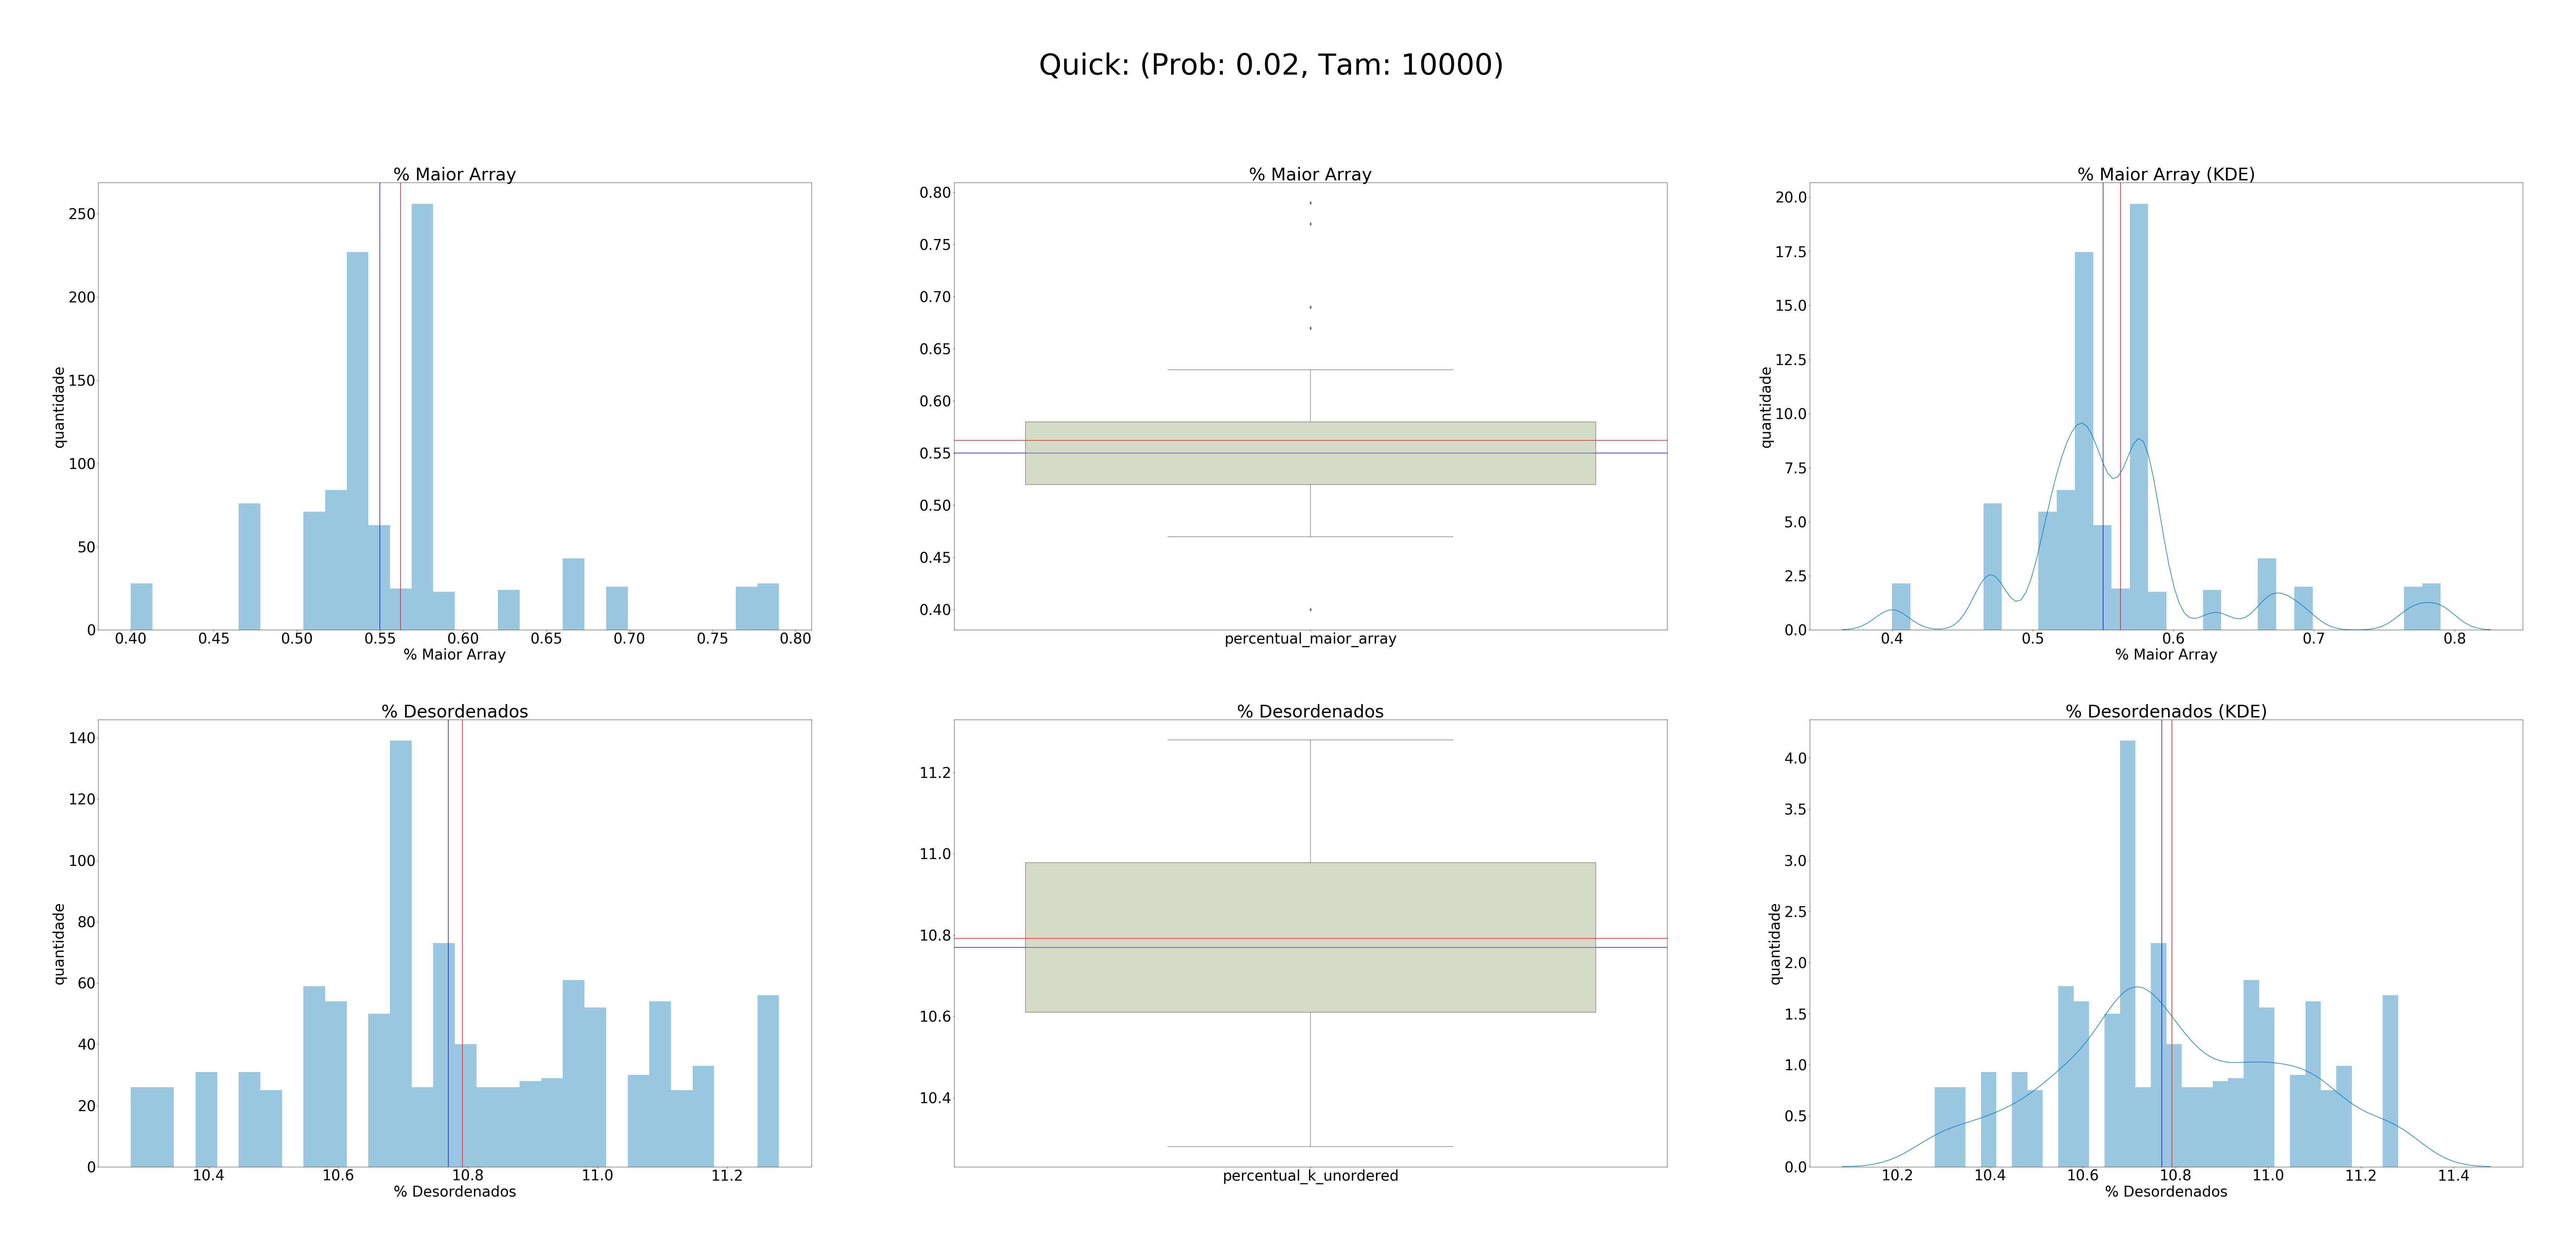 Quick: (Prob: 0.02, Tam: 10000)
% Maior Array
250
200
150
100
50
0
quantidade
0.40 0.45 0.50 0.55 0.60 0.65 0.70 0.75 0.80
% Maior Array
% Maior Array
0.80
0.75
0.70
0.65
0.60
0.55
0.50
0.45
0.40
percentual_maior_array
% Maior Array (KDE)
20.0
17.5
15.0
12.5
10.0
7.5
5.0
2.5
0.0
quantidade
0.4 0.5 0.6 0.7 0.8
% Maior Array
% Desordenados
140
120
100
80
60
40
20
0
quantidade
10.4 10.6 10.8 11.0 11.2
% Desordenados
% Desordenados
11.2
11.0
10.8
10.6
10.4
percentual_k_unordered
% Desordenados (KDE)
4.0
3.5
3.0
2.5
2.0
1.5
1.0
0.5
0.0
quantidade
10.2 10.4 10.6 10.8 11.0 11.2 11.4
% Desordenados